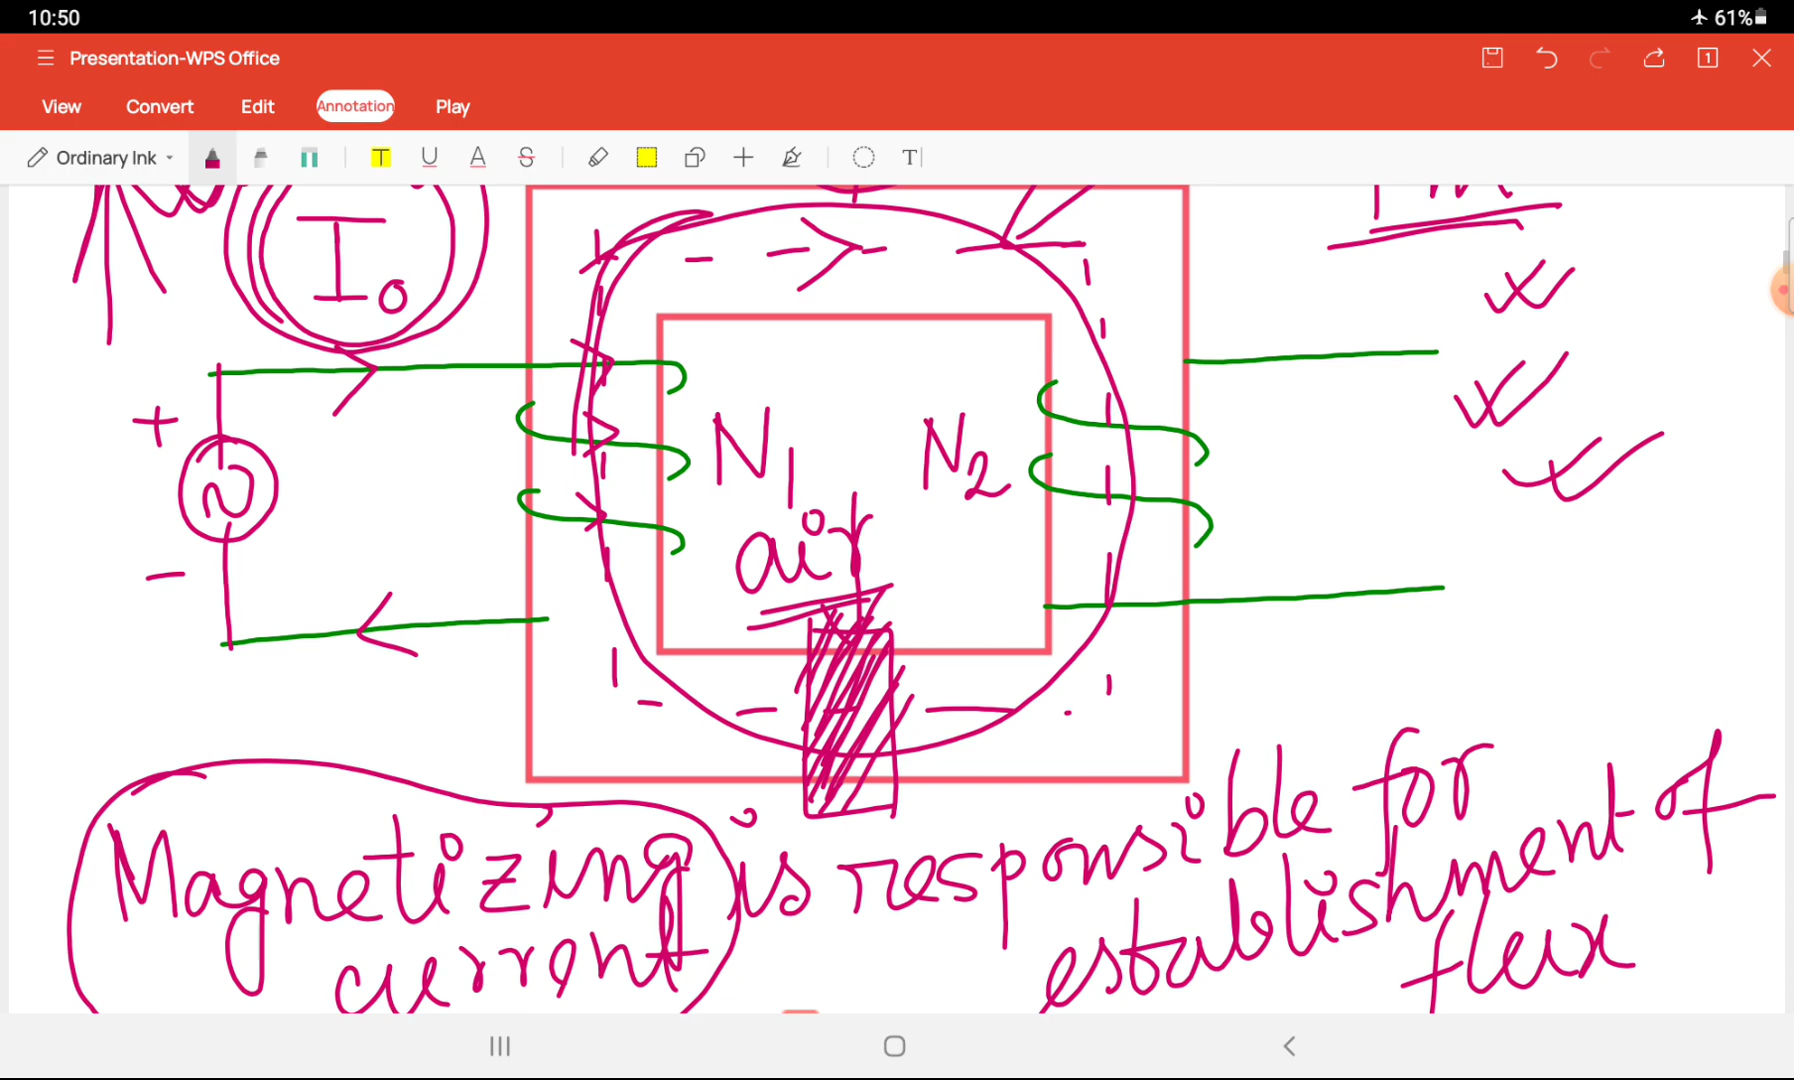 10:50
61%
Presentation-WPS Office
1
View Convert Edit Annotation Play
Ordinary Ink T U A S T
I0
+
N1 N2
air
-
Magnetizing is responsible for
current establishment of
flux